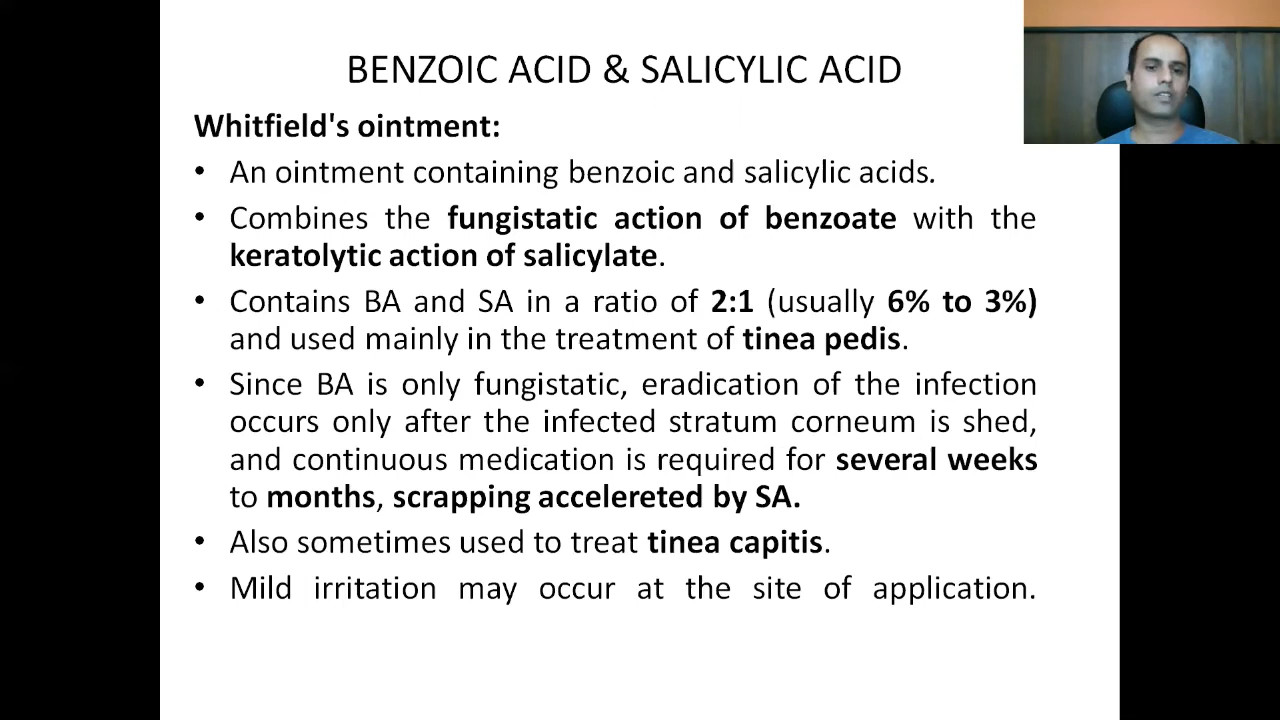 BENZOIC ACID & SALICYLIC ACID
Whitfield's ointment:
• An ointment containing benzoic and salicylic acids.
• Combines the fungistatic action of benzoate with the
keratolytic action of salicylate.
• Contains BA and SA in a ratio of 2:1 (usually 6% to 3%)
and used mainly in the treatment of tinea pedis.
• Since BA is only fungistatic, eradication of the infection
occurs only after the infected stratum corneum is shed,
and continuous medication is required for several weeks
to months, scrapping accelereted by SA.
• Also sometimes used to treat tinea capitis.
• Mild irritation may occur at the site of application.